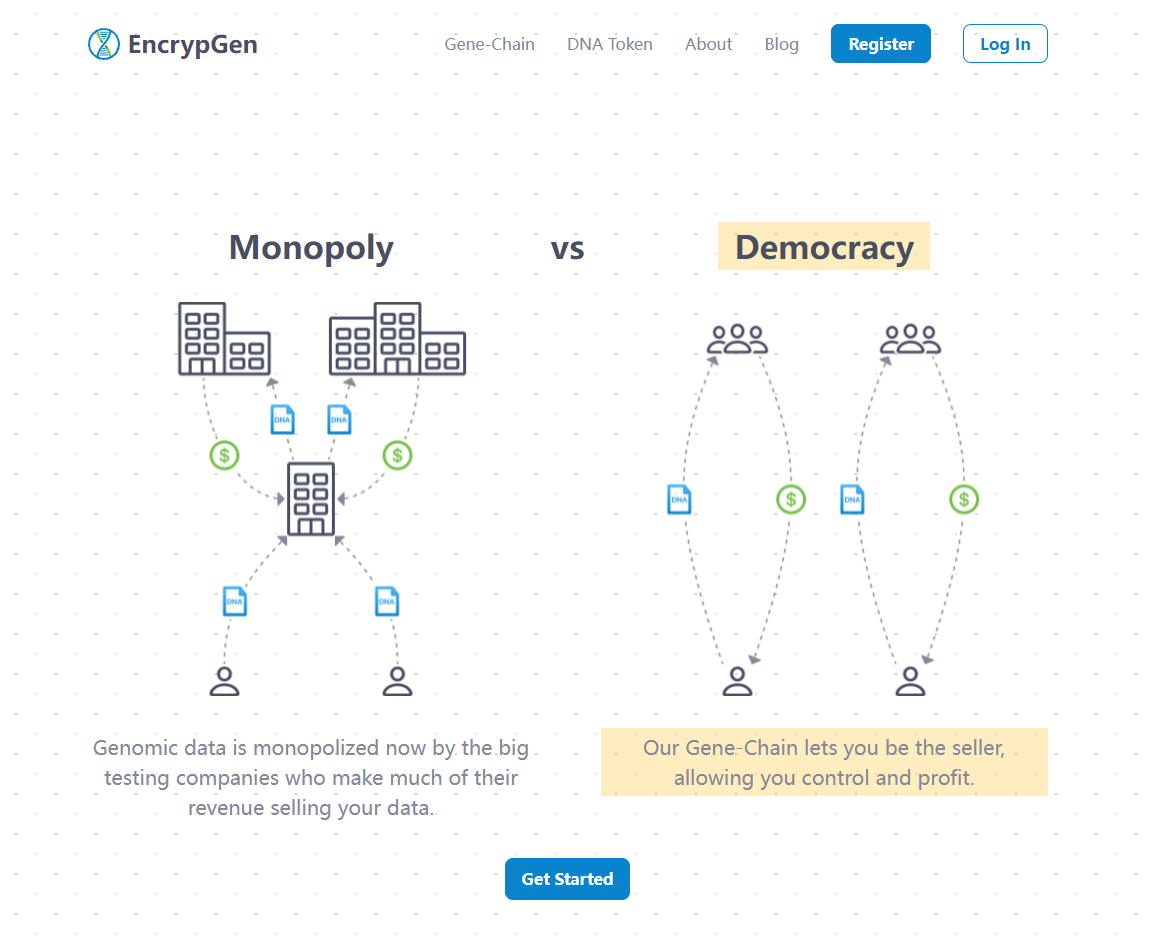 EncrypGen
Gene-Chain
DNA Token
About
Blog
Register
Log In
Monopoly
vs
Democracy
DNA
DNA
$
$
DNA
DNA
DNA
$
DNA
$
Genomic data is monopolized now by the big
testing companies who make much of their
revenue selling your data.
Our Gene-Chain lets you be the seller,
allowing you control and profit.
Get Started